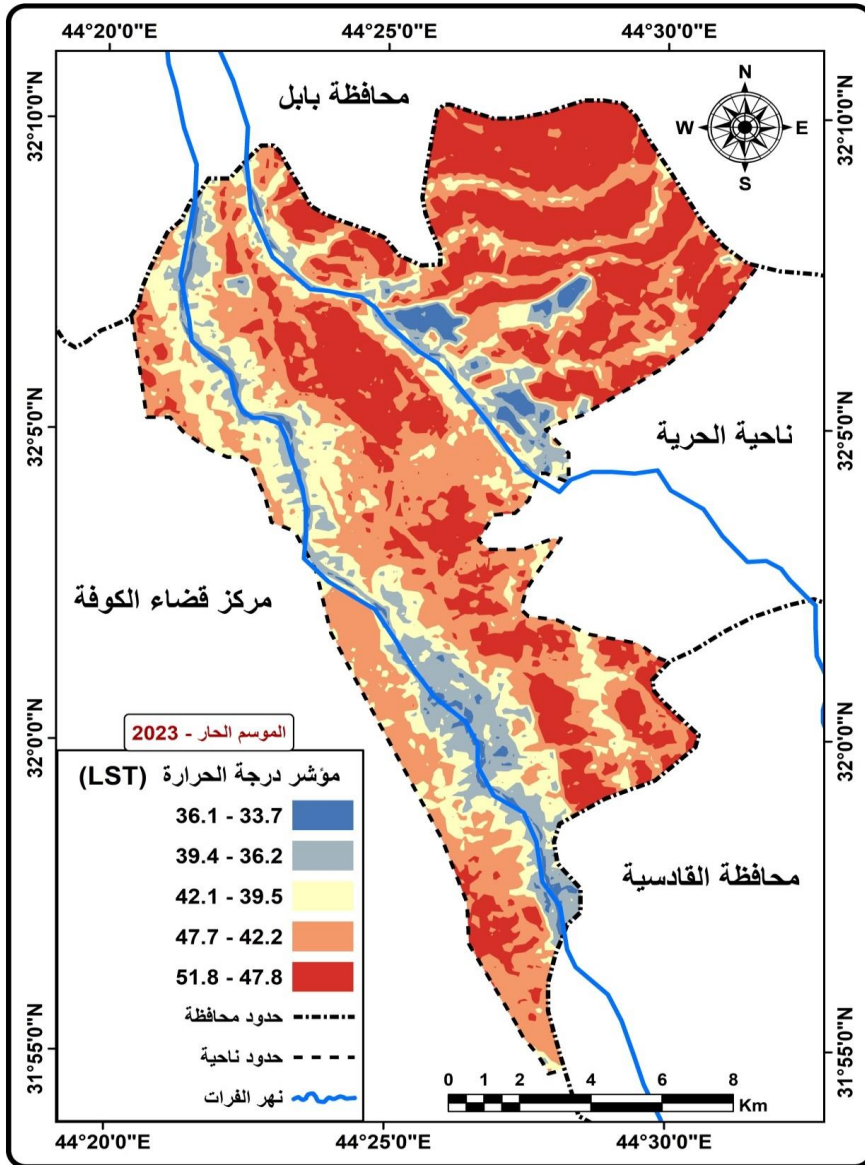 44°20'0"E 44°25'0"E 44°30'0"E
محافظة بابل
N
W E
S
32°10'0"N 32°10'0"N
32°5'0"N 32°5'0"N
ناحية الحرية
مركز قضاء الكوفة
32°0'0"N 32°0'0"N
الموسم الحار - 2023
مؤشر درجة الحرارة (LST)
36.1 - 33.7
39.4 - 36.2
42.1 - 39.5
47.7 - 42.2
51.8 - 47.8
حدود محافظة
حدود ناحية
نهر الفرات
محافظة القادسية
31°55'0"N 31°55'0"N
0 1 2 4 6 8
Km
44°20'0"E 44°25'0"E 44°30'0"E